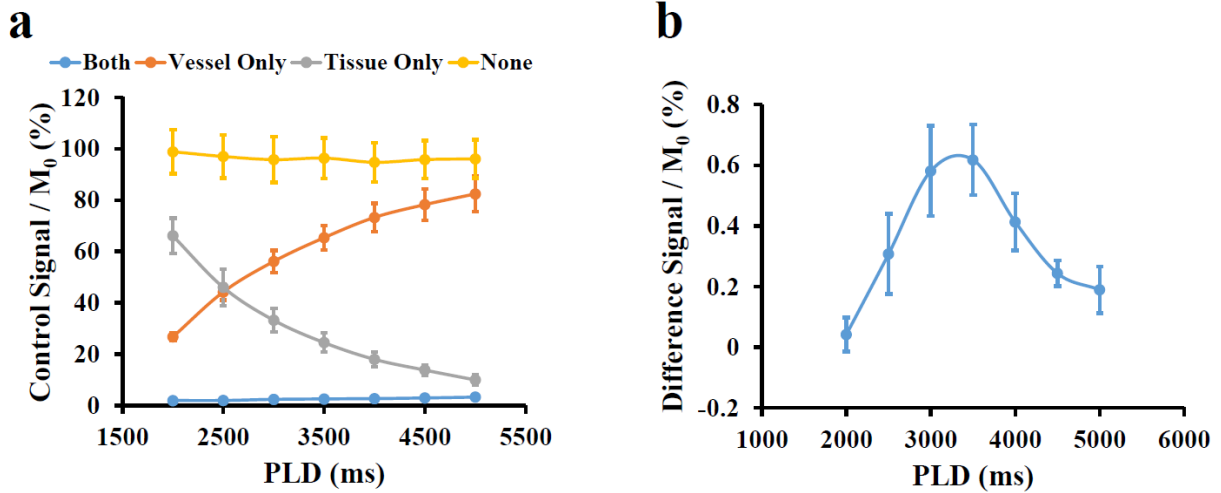 a
Both Vessel Only Tissue Only None
Control Signal / M0 (%)
120
100
80
60
40
20
0
1500 2500 3500 4500 5500
PLD (ms)
b
Difference Signal / M0 (%)
0.8
0.6
0.4
0.2
0
-0.2
1000 2000 3000 4000 5000 6000
PLD (ms)